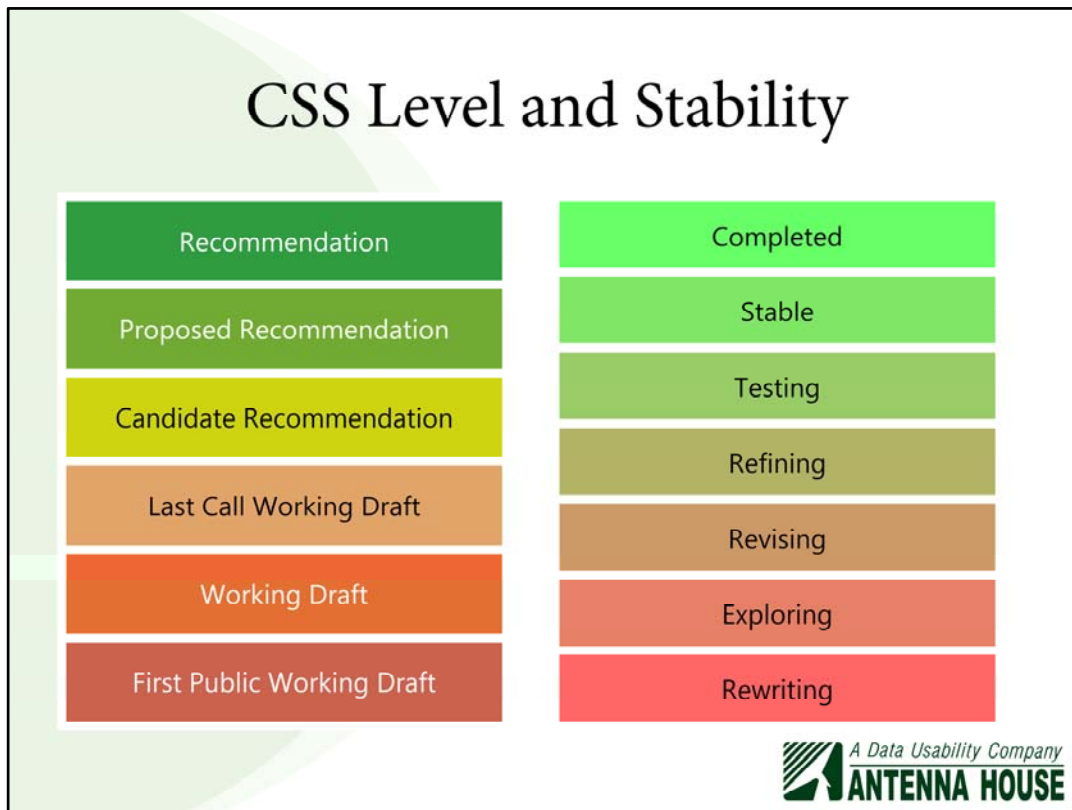 CSS Level and Stability
Recommendation
Proposed Recommendation
Candidate Recommendation
Last Call Working Draft
Working Draft
First Public Working Draft
Completed
Stable
Testing
Refining
Revising
Exploring
Rewriting
A Data Usability Company
ANTENNA HOUSE